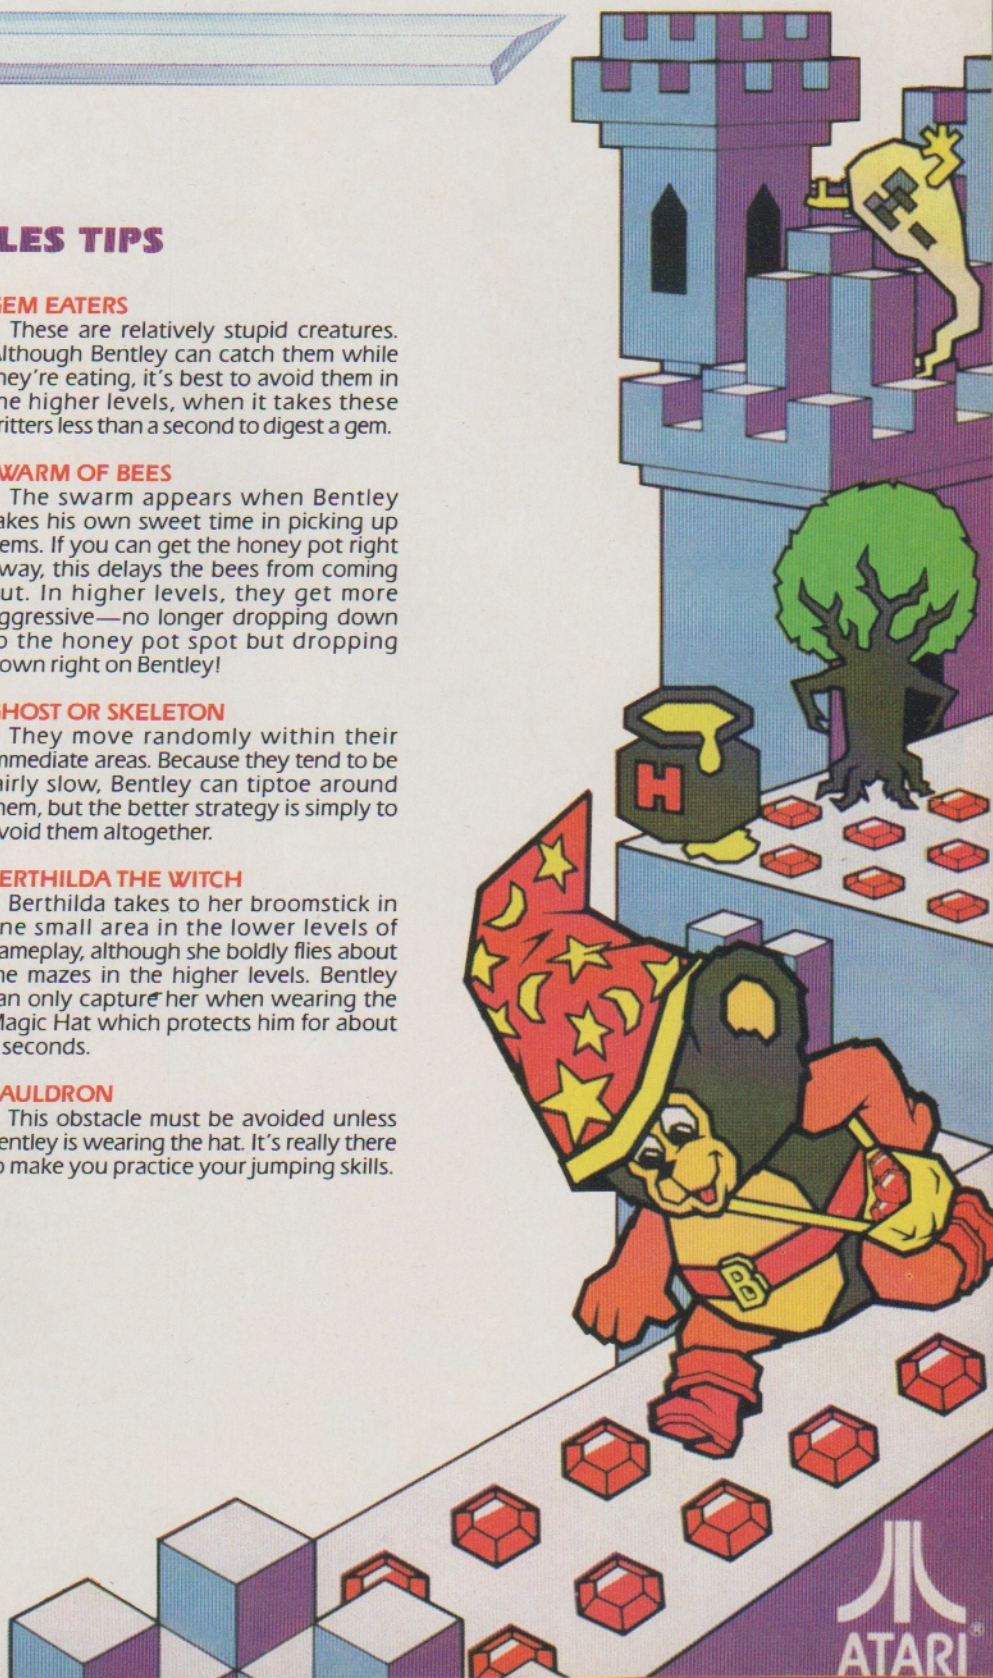 LES TIPS
GEM EATERS
These are relatively stupid creatures.
lthough Bentley can catch them while
hey're eating, it's best to avoid them in
he higher levels, when it takes these
ritters less than a second to digest a gem.
WARM OF BEES
The swarm appears when Bentley
akes his own sweet time in picking up
ems. If you can get the honey pot right
way, this delays the bees from coming
ut. In higher levels, they get more
ggressive—no longer dropping down
o the honey pot spot but dropping
own right on Bentley!
HOST OR SKELETON
They move randomly within their
mmediate areas. Because they tend to be
airly slow, Bentley can tiptoe around
hem, but the better strategy is simply to
void them altogether.
ERTHILDA THE WITCH
Berthilda takes to her broomstick in
ne small area in the lower levels of
ameplay, although she boldly flies about
he mazes in the higher levels. Bentley
an only capture her when wearing the
Magic Hat which protects him for about
seconds.
AULDRON
This obstacle must be avoided unless
entley is wearing the hat. It's really there
o make you practice your jumping skills.
H
B
ATARI®